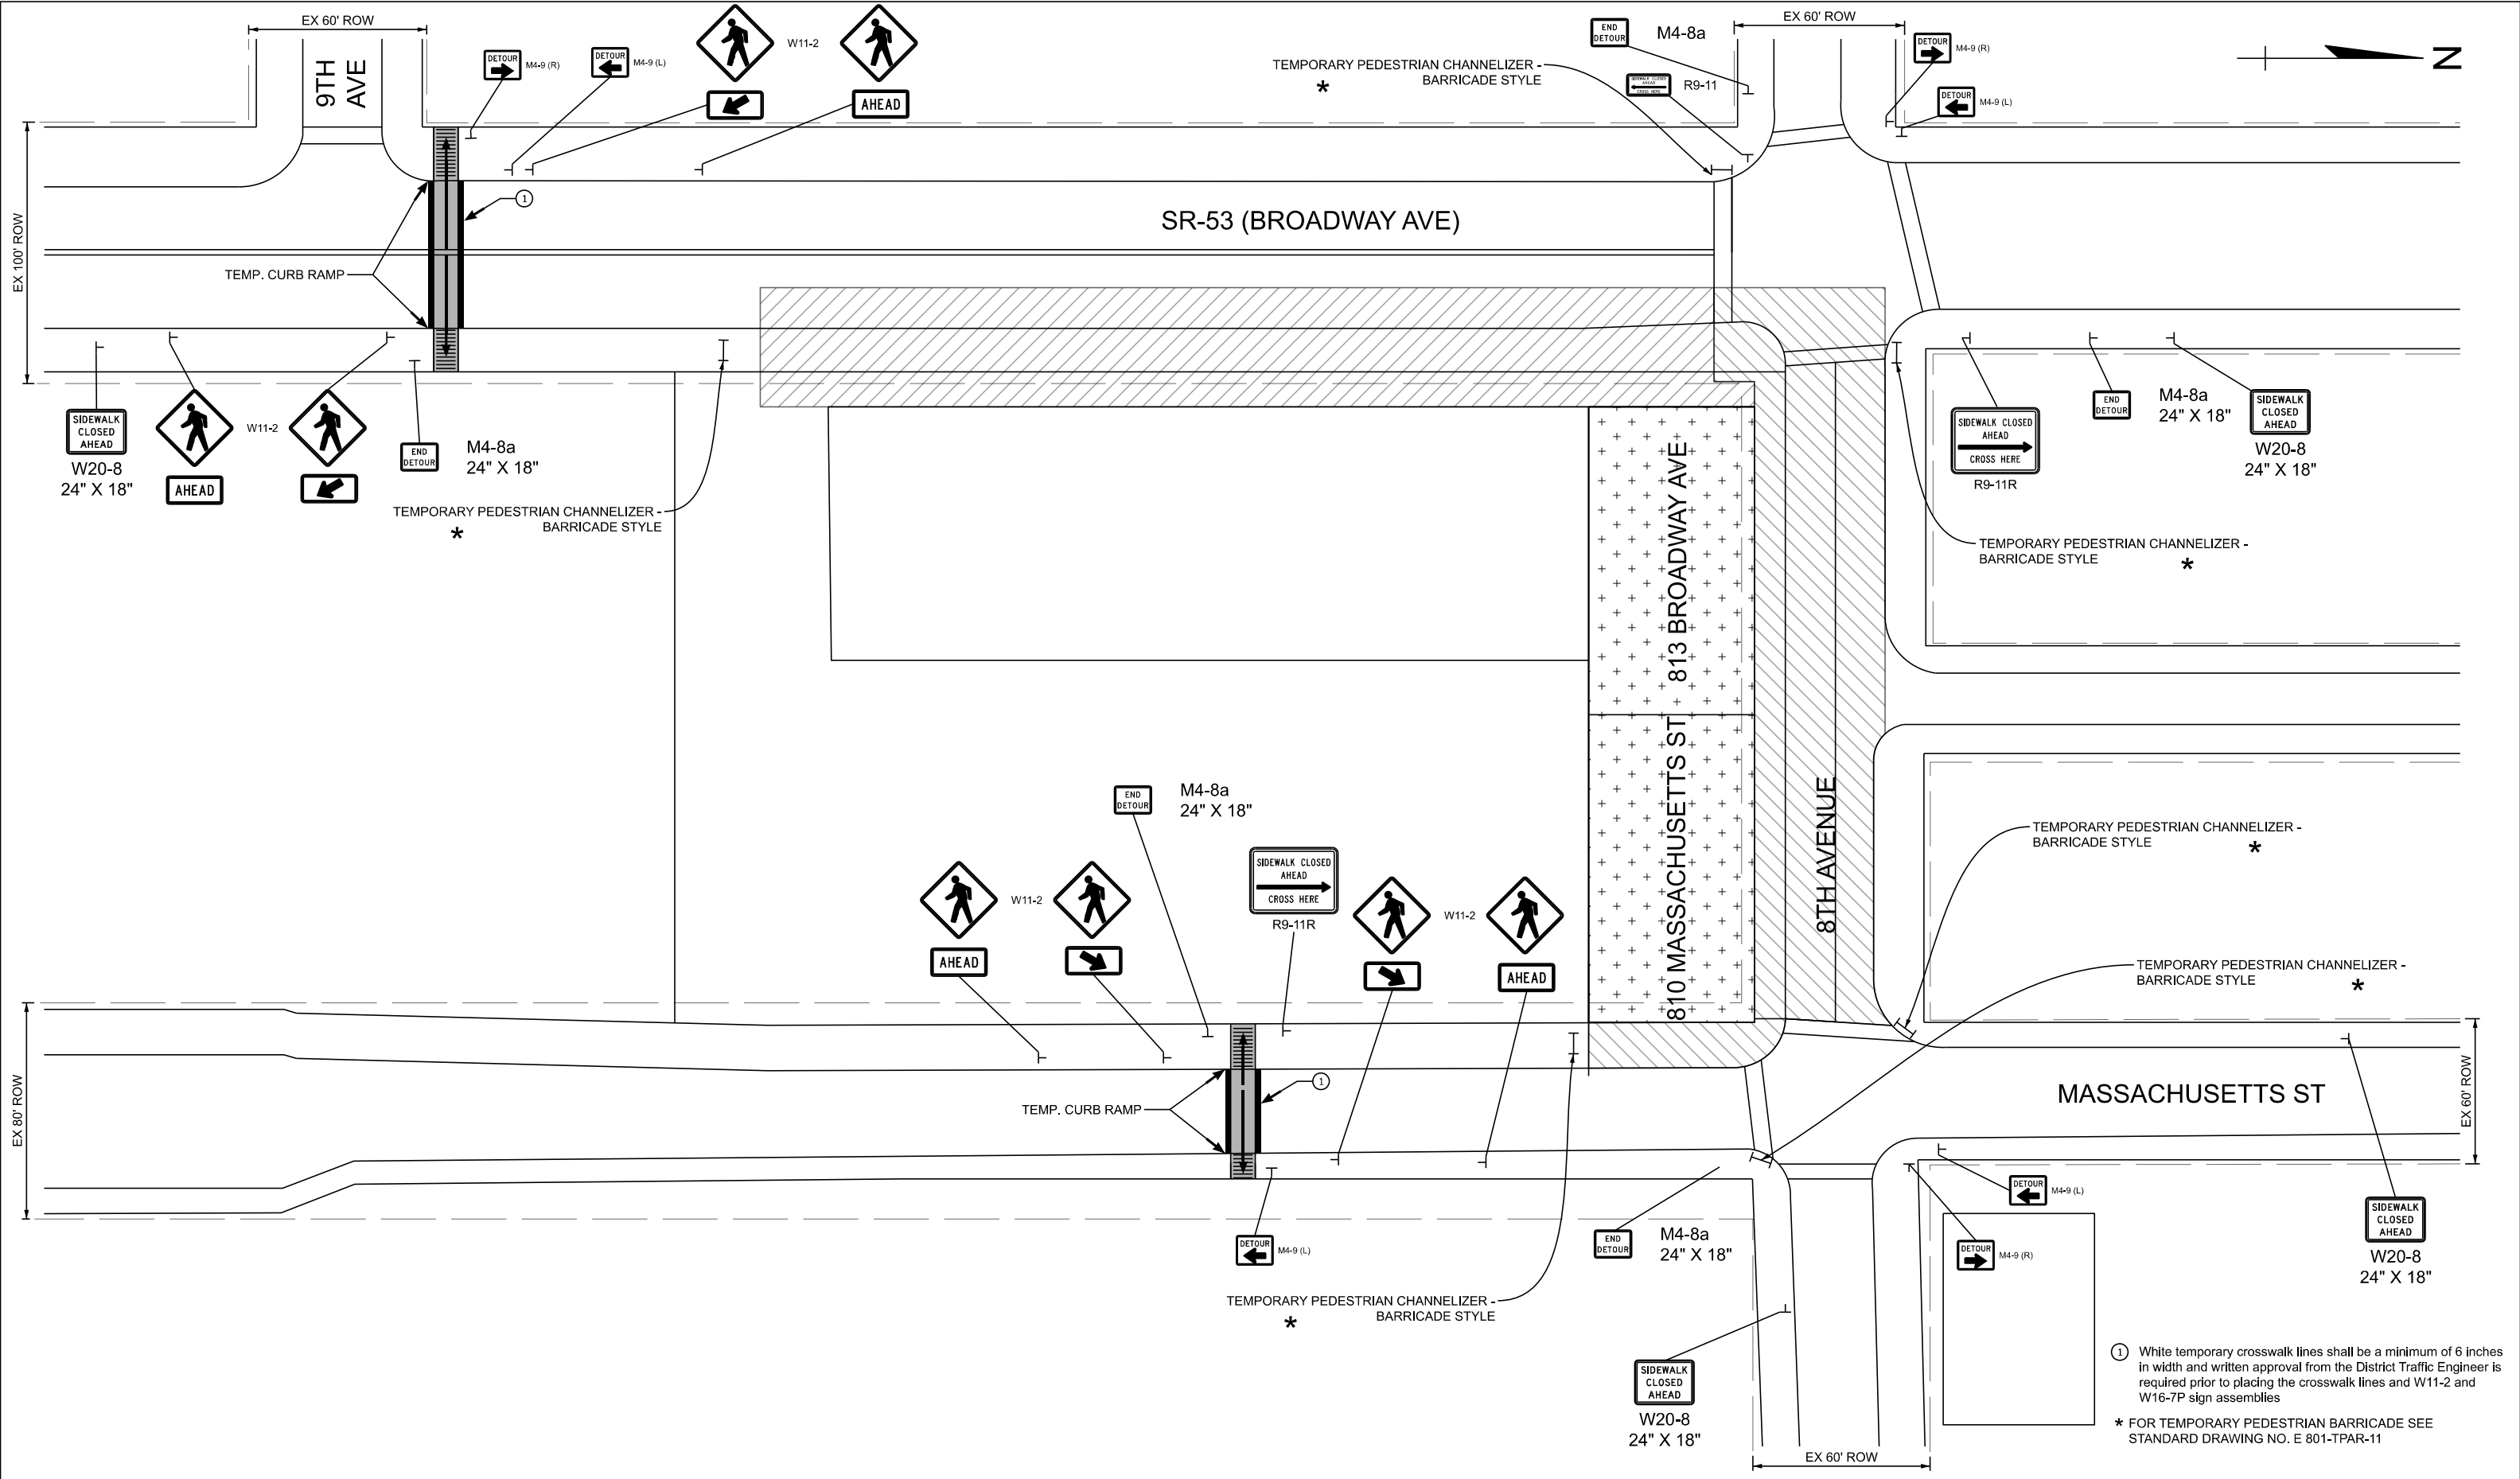 EX 60' ROW
9TH
AVE
DETOUR
M4-9 (R)
DETOUR
M4-9 (L)
W11-2
AHEAD
TEMPORARY PEDESTRIAN CHANNELIZER -
BARRICADE STYLE
*
END
DETOUR
M4-8a
SIDEWALK CLOSED
AHEAD
CROSS HERE
R9-11
EX 60' ROW
DETOUR
M4-9 (R)
DETOUR
M4-9 (L)
N
EX 100' ROW
1
SR-53 (BROADWAY AVE)
TEMP. CURB RAMP
SIDEWALK
CLOSED
AHEAD
W20-8
24" X 18"
AHEAD
W11-2
END
DETOUR
M4-8a
24" X 18"
TEMPORARY PEDESTRIAN CHANNELIZER -
BARRICADE STYLE
*
SIDEWALK CLOSED
AHEAD
CROSS HERE
R9-11R
END
DETOUR
M4-8a
24" X 18"
SIDEWALK
CLOSED
AHEAD
W20-8
24" X 18"
TEMPORARY PEDESTRIAN CHANNELIZER -
BARRICADE STYLE
*
813 BROADWAY AVE
810 MASSACHUSETTS ST
8TH AVENUE
END
DETOUR
M4-8a
24" X 18"
AHEAD
W11-2
SIDEWALK CLOSED
AHEAD
CROSS HERE
R9-11R
W11-2
AHEAD
TEMPORARY PEDESTRIAN CHANNELIZER -
BARRICADE STYLE
*
TEMPORARY PEDESTRIAN CHANNELIZER -
BARRICADE STYLE
*
EX 80' ROW
TEMP. CURB RAMP
1
MASSACHUSETTS ST
EX 60' ROW
DETOUR
M4-9 (L)
END
DETOUR
M4-8a
24" X 18"
TEMPORARY PEDESTRIAN CHANNELIZER -
BARRICADE STYLE
*
DETOUR
M4-9 (L)
DETOUR
M4-9 (R)
SIDEWALK
CLOSED
AHEAD
W20-8
24" X 18"
SIDEWALK
CLOSED
AHEAD
W20-8
24" X 18"
EX 60' ROW
1 White temporary crosswalk lines shall be a minimum of 6 inches
in width and written approval from the District Traffic Engineer is
required prior to placing the crosswalk lines and W11-2 and
W16-7P sign assemblies
* FOR TEMPORARY PEDESTRIAN BARRICADE SEE
STANDARD DRAWING NO. E 801-TPAR-11